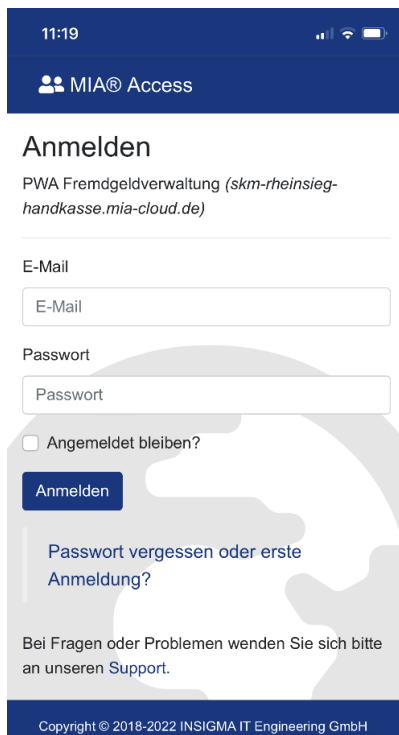 11:19
MIA® Access
Anmelden
PWA Fremdgeldverwaltung (skm-rheinsieg-
handkasse.mia-cloud.de)
E-Mail
E-Mail
Passwort
Passwort
Angemeldet bleiben?
Anmelden
Passwort vergessen oder erste
Anmeldung?
Bei Fragen oder Problemen wenden Sie sich bitte
an unseren Support.
Copyright © 2018-2022 INSIGMA IT Engineering GmbH